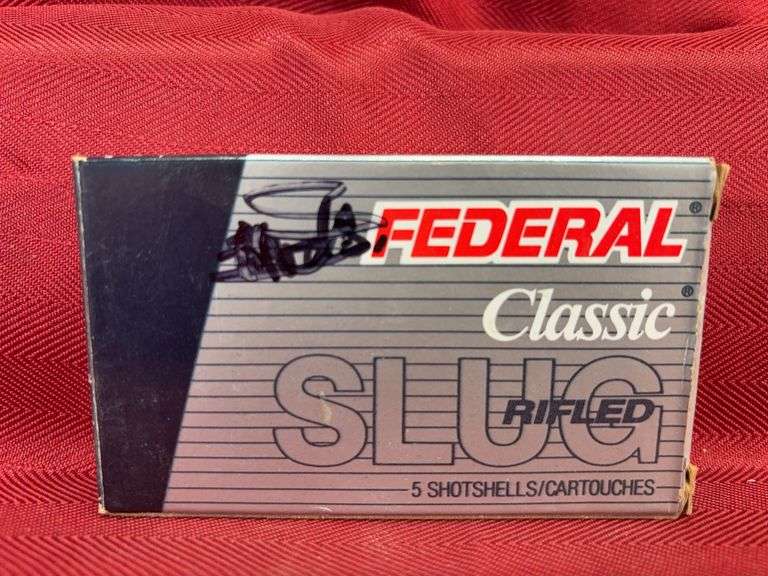 FEDERAL®
Classic®
SLUG
RIFLED
5 SHOTSHELLS/CARTOUCHES